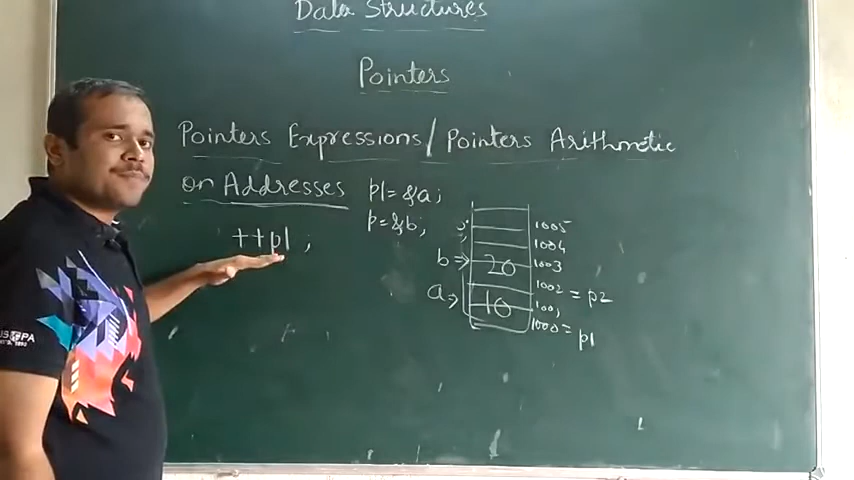 Data Structures
Pointers
Pointers Expressions/Pointers Arithmetic
on Addresses
p1=&a;
p=&b;
++p1;
1005
1004
b 20 1003
1002 = p2
a 10 1001
1000= p1